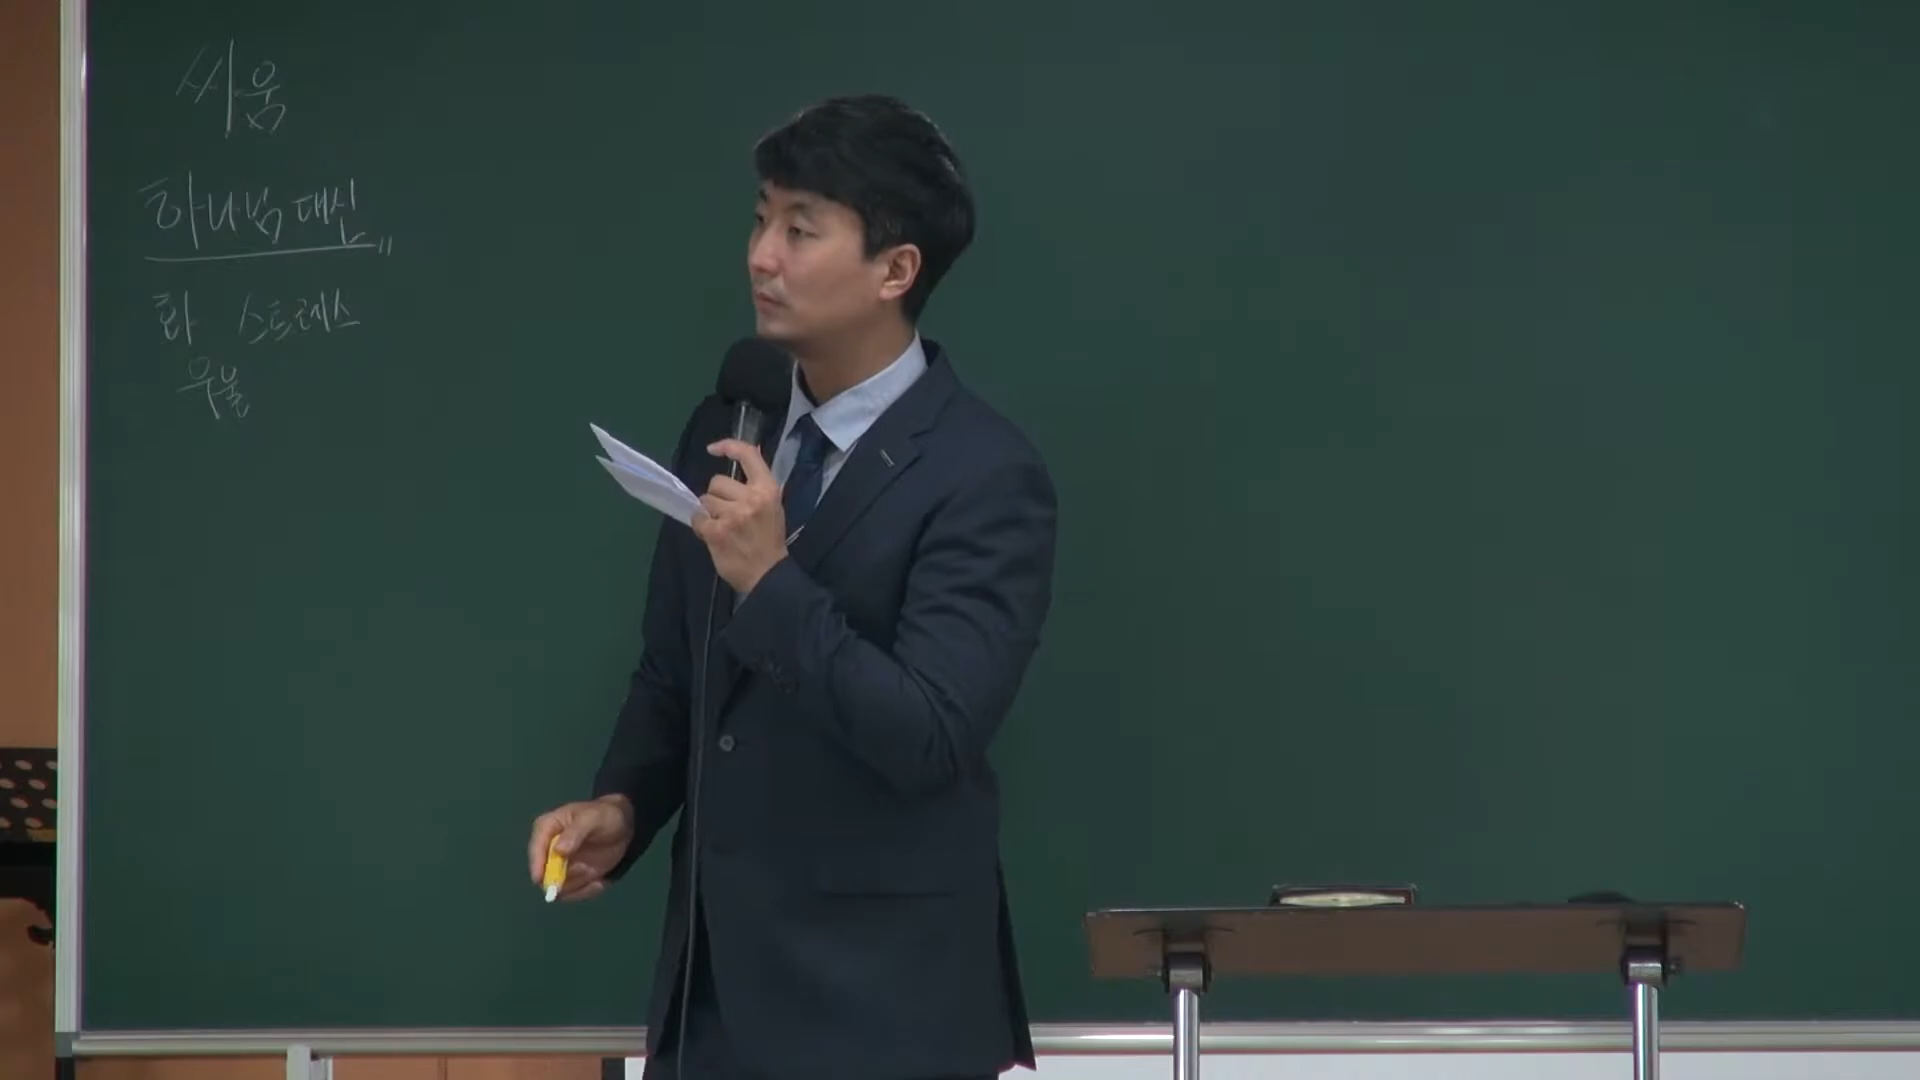 싸움
하나님 대신
화 스트레스
우울